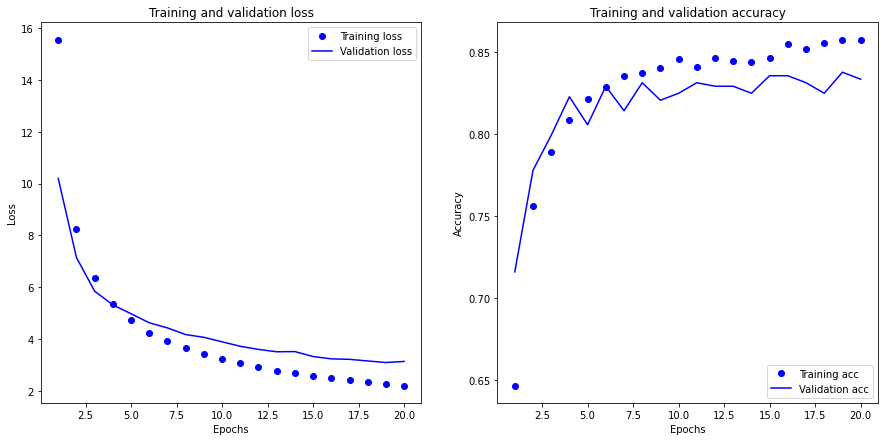 Training and validation loss
16
14
12
10
8
6
4
2
Loss
Training loss
Validation loss
2.5 5.0 7.5 10.0 12.5 15.0 17.5 20.0
Epochs
Training and validation accuracy
0.85
0.80
0.75
0.70
0.65
Accuracy
Training acc
Validation acc
2.5 5.0 7.5 10.0 12.5 15.0 17.5 20.0
Epochs